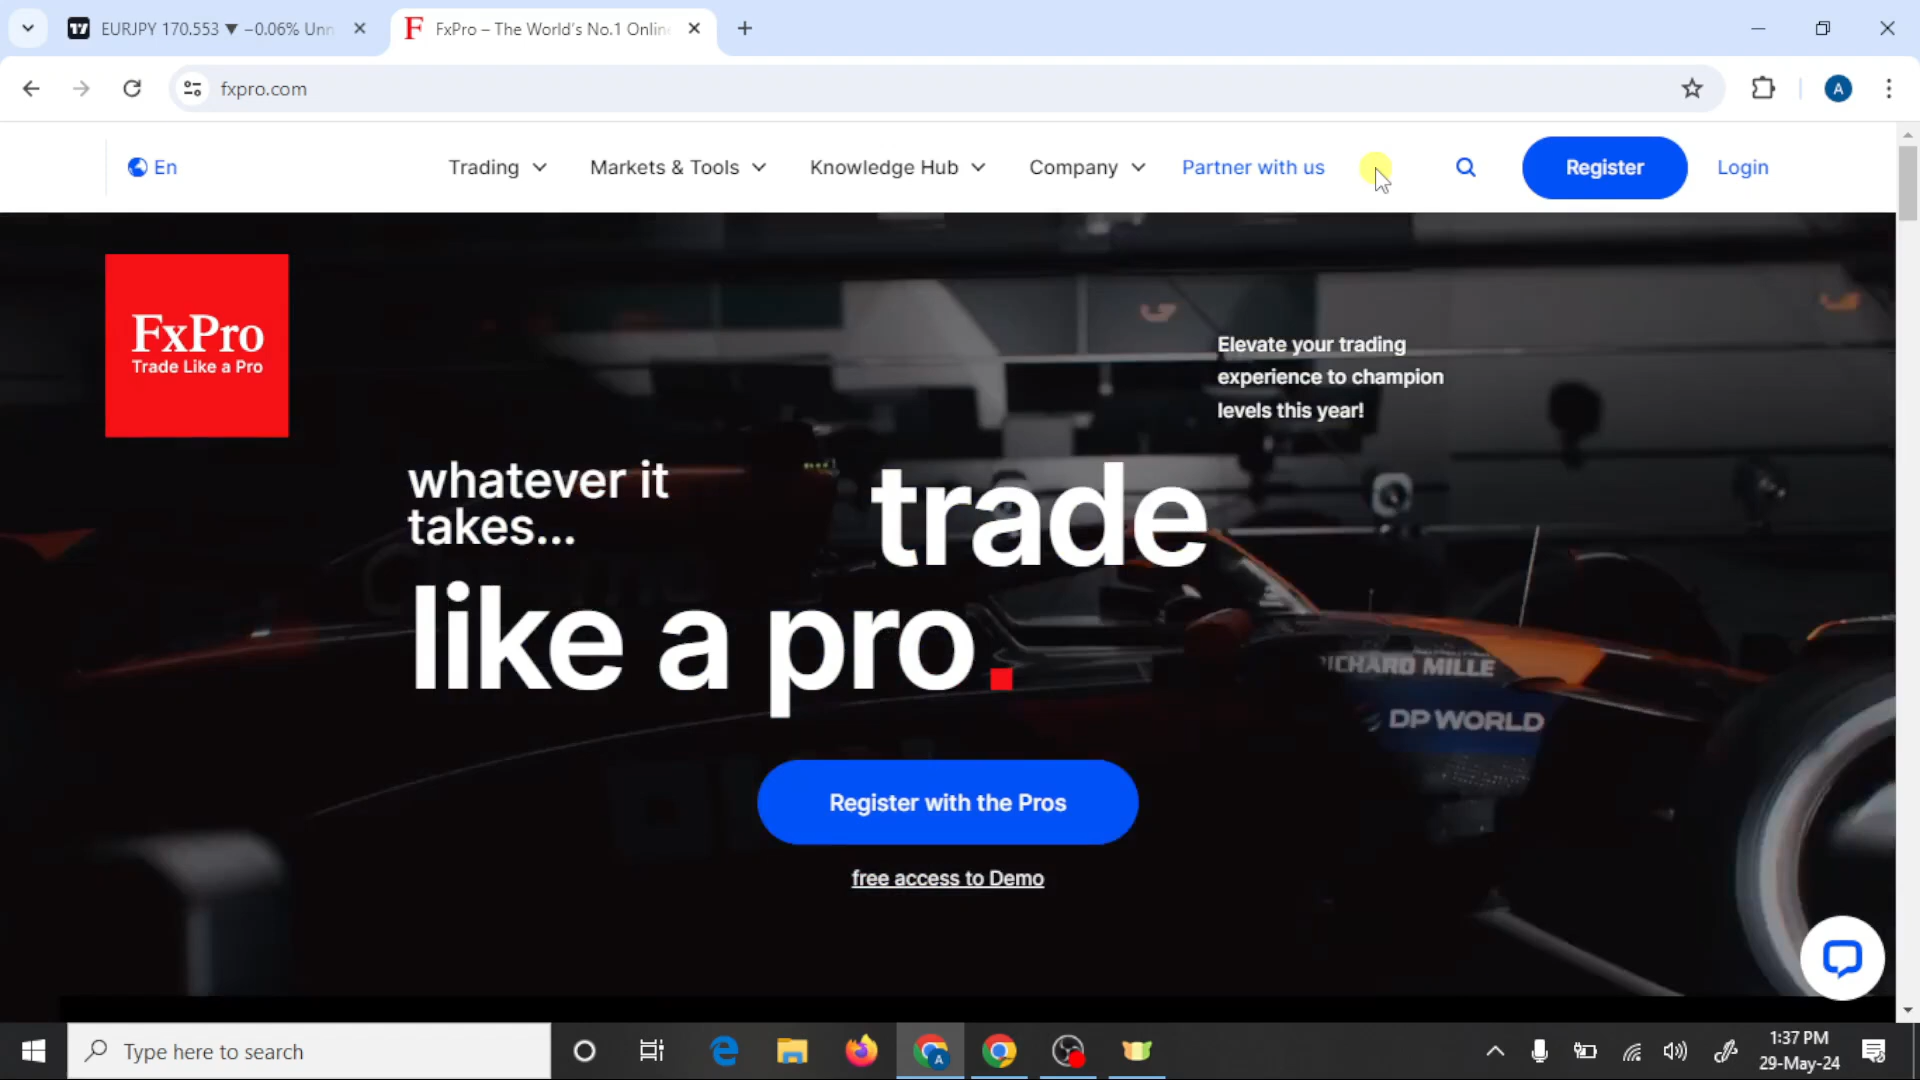 EURJPY 170.553 ▼ −0.06% Unn
FxPro – The World's No.1 Online
fxpro.com
A
En
Trading
Markets & Tools
Knowledge Hub
Company
Partner with us
Register
Login
FxPro
Trade Like a Pro
Elevate your trading
experience to champion
levels this year!
whatever it
takes...
trade
like a pro.
RICHARD MILLE
DP WORLD
Register with the Pros
free access to Demo
Type here to search
1:37 PM
29-May-24